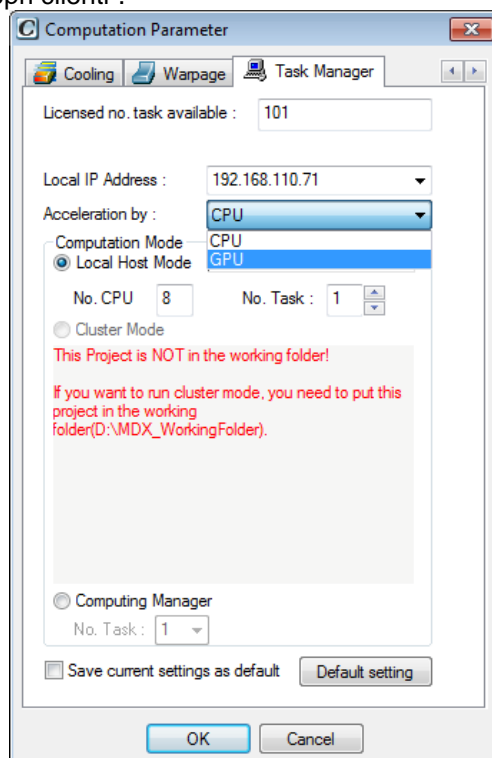 Computation Parameter
Cooling Warpage Task Manager
Licensed no. task available : 101
Local IP Address : 192.168.110.71
Acceleration by : CPU
CPU
Computation Mode
GPU
Local Host Mode
No. CPU 8 No. Task : 1
Cluster Mode
This Project is NOT in the working folder!
If you want to run cluster mode, you need to put this
project in the working
folder(D:\MDX_WorkingFolder).
Computing Manager
No. Task : 1
Save current settings as default Default setting
OK Cancel